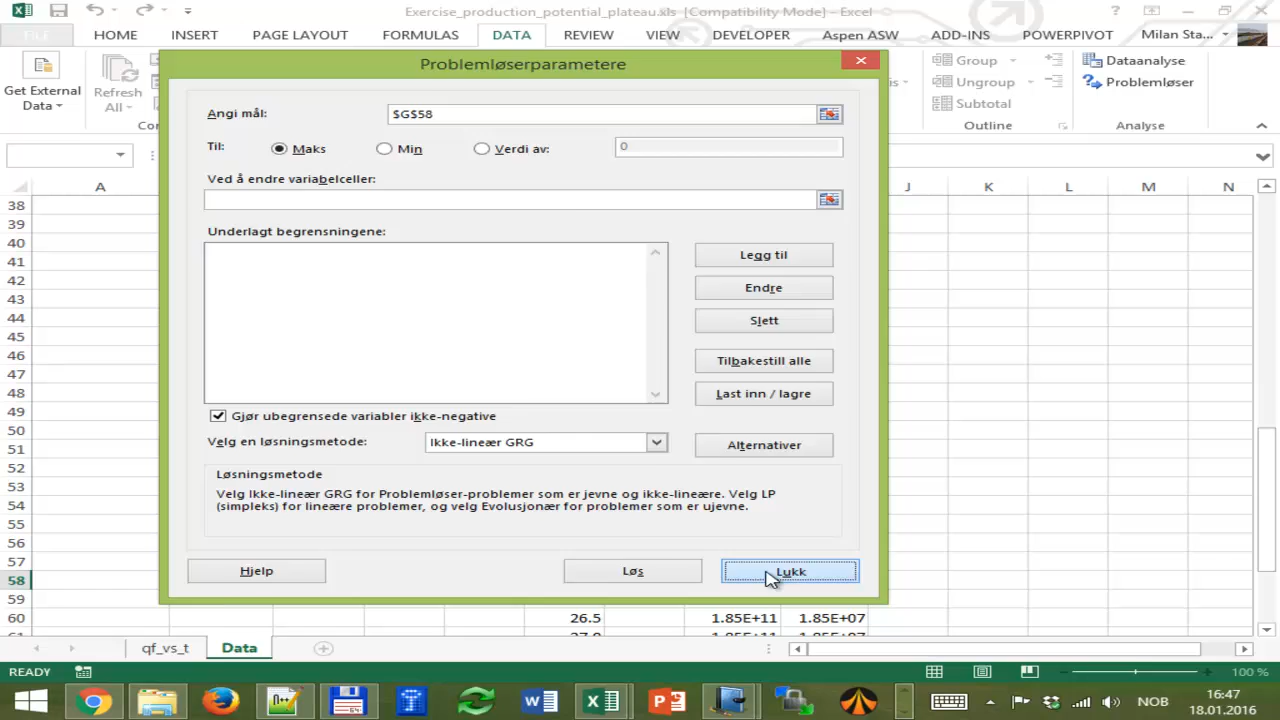 Exercise_production_potential_plateau.xls [Compatibility Mode] - Excel
FILE HOME INSERT PAGE LAYOUT FORMULAS DATA REVIEW VIEW DEVELOPER Aspen ASW ADD-INS POWERPIVOT Milan Sta...
Get External
Data
Refresh
All
Group
Ungroup
Subtotal
Outline
Dataanalyse
Problemløser
Analyse
Problemløserparametere
Angi mål: $G$58
Til: Maks Min Verdi av: 0
Ved å endre variabelceller:
Underlagt begrensningene:
Legg til
Endre
Slett
Tilbakestill alle
Last inn / lagre
Gjør ubegrensede variabler ikke-negative
Velg en løsningsmetode: Ikke-lineær GRG
Alternativer
Løsningsmetode
Velg Ikke-lineær GRG for Problemløser-problemer som er jevne og ikke-lineære. Velg LP
(simpleks) for lineære problemer, og velg Evolusjonær for problemer som er ujevne.
Hjelp Løs Lukk
A J K L M N
38
39
40
41
42
43
44
45
46
47
48
49
50
51
52
53
54
55
56
57
58
59
60 26.5 1.85E+11 1.85E+07
qf_vs_t Data
READY 100 %
NOB
16:47
18.01.2016